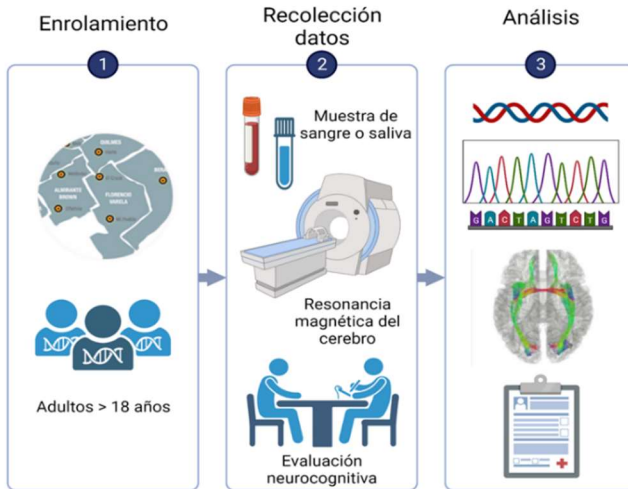 Enrolamiento
Recolección
datos
Análisis
1
2
3
QUILMES
ALMIRANTE
BROWN
FLORENCIO
VARELA
Adultos > 18 años
Muestra de
sangre o saliva
Resonancia
magnética del
cerebro
Evaluación
neurocognitiva
G A C T A G T C T G